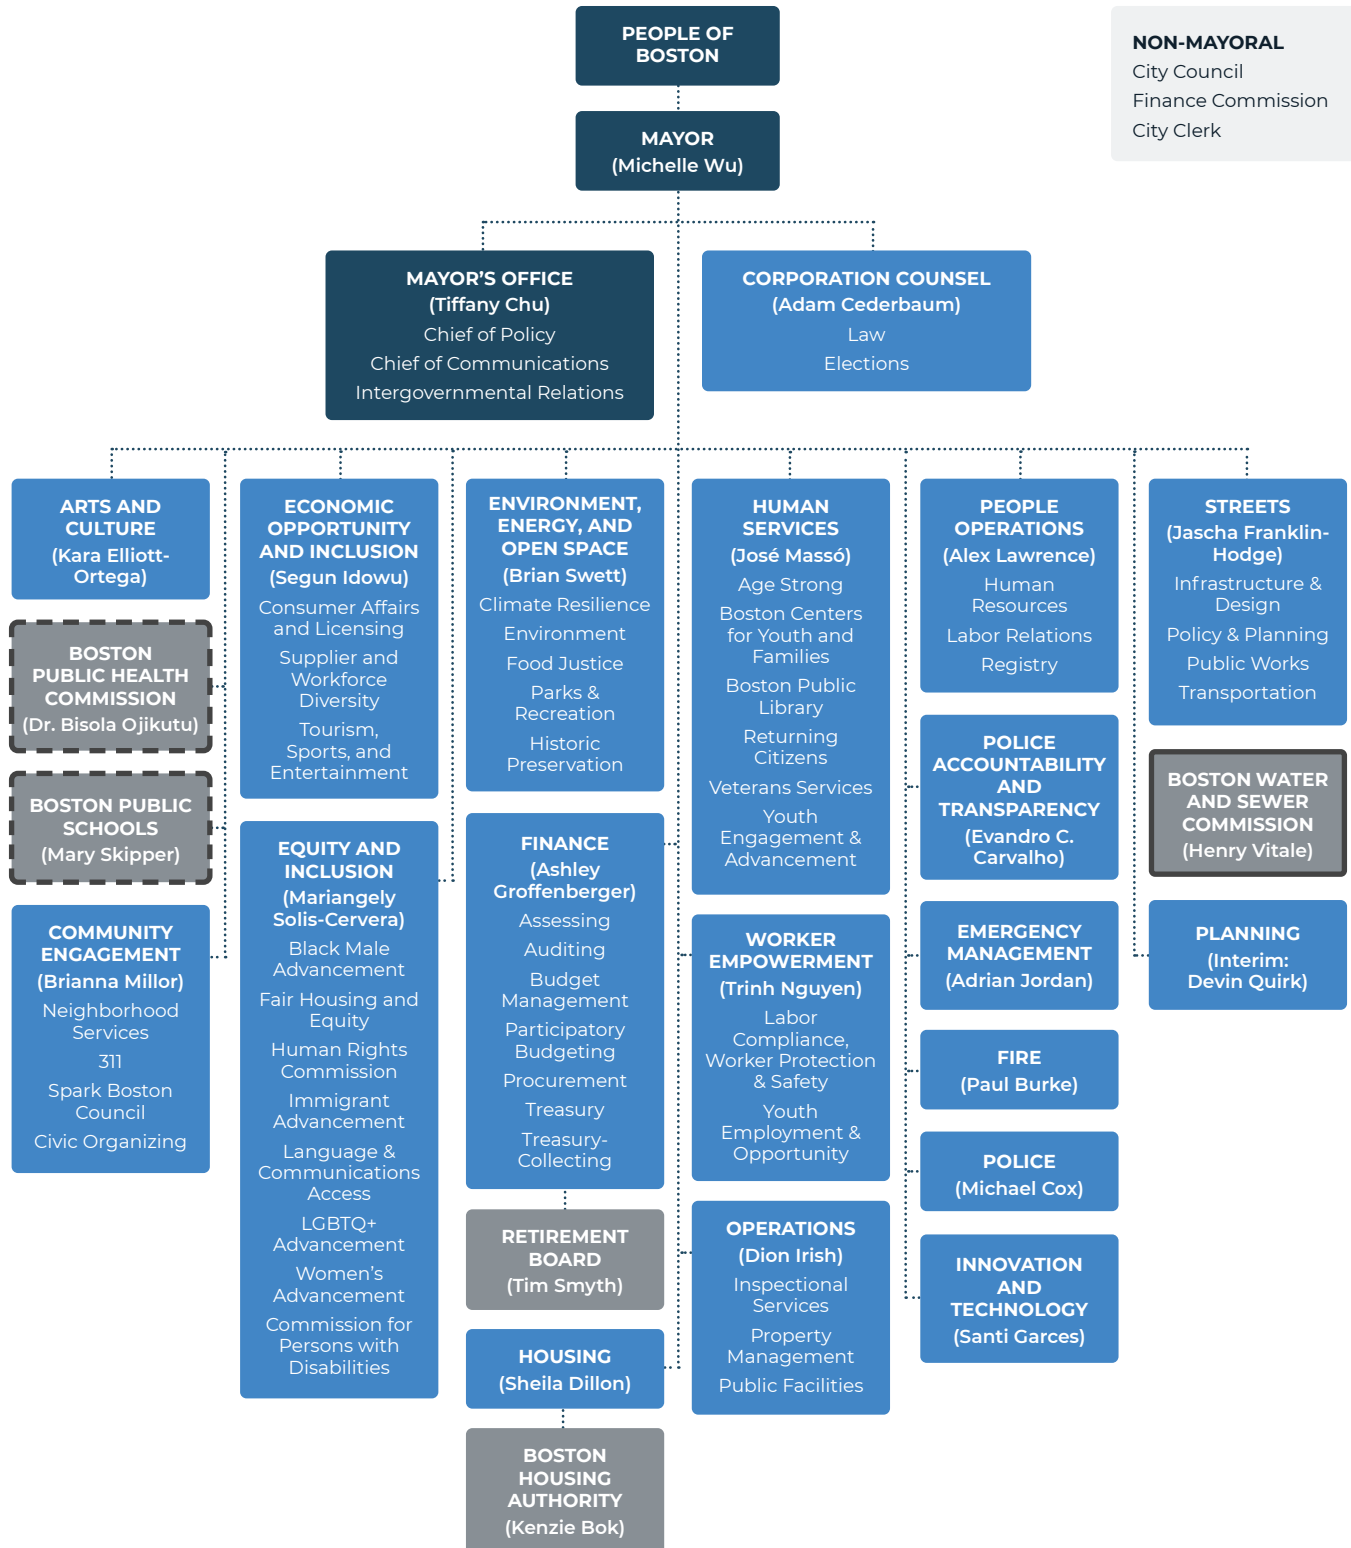 PEOPLE OF
BOSTON
NON-MAYORAL
City Council
Finance Commission
City Clerk
MAYOR
(Michelle Wu)
MAYOR'S OFFICE
(Tiffany Chu)
Chief of Policy
Chief of Communications
Intergovernmental Relations
CORPORATION COUNSEL
(Adam Cederbaum)
Law
Elections
ARTS AND
CULTURE
(Kara Elliott-
Ortega)
BOSTON
PUBLIC HEALTH
COMMISSION
(Dr. Bisola Ojikutu)
BOSTON PUBLIC
SCHOOLS
(Mary Skipper)
COMMUNITY
ENGAGEMENT
(Brianna Millor)
Neighborhood
Services
311
Spark Boston
Council
Civic Organizing
ECONOMIC
OPPORTUNITY
AND INCLUSION
(Segun Idowu)
Consumer Affairs
and Licensing
Supplier and
Workforce
Diversity
Tourism,
Sports, and
Entertainment
EQUITY AND
INCLUSION
(Mariangely
Solis-Cervera)
Black Male
Advancement
Fair Housing and
Equity
Human Rights
Commission
Immigrant
Advancement
Language &
Communications
Access
LGBTQ+
Advancement
Women's
Advancement
Commission for
Persons with
Disabilities
ENVIRONMENT,
ENERGY, AND
OPEN SPACE
(Brian Swett)
Climate Resilience
Environment
Food Justice
Parks &
Recreation
Historic
Preservation
FINANCE
(Ashley
Groffenberger)
Assessing
Auditing
Budget
Management
Participatory
Budgeting
Procurement
Treasury
Treasury-
Collecting
RETIREMENT
BOARD
(Tim Smyth)
HOUSING
(Sheila Dillon)
BOSTON
HOUSING
AUTHORITY
(Kenzie Bok)
HUMAN
SERVICES
(José Massó)
Age Strong
Boston Centers
for Youth and
Families
Boston Public
Library
Returning
Citizens
Veterans Services
Youth
Engagement &
Advancement
WORKER
EMPOWERMENT
(Trinh Nguyen)
Labor
Compliance,
Worker Protection
& Safety
Youth
Employment &
Opportunity
OPERATIONS
(Dion Irish)
Inspectional
Services
Property
Management
Public Facilities
PEOPLE
OPERATIONS
(Alex Lawrence)
Human
Resources
Labor Relations
Registry
POLICE
ACCOUNTABILITY
AND
TRANSPARENCY
(Evandro C.
Carvalho)
EMERGENCY
MANAGEMENT
(Adrian Jordan)
FIRE
(Paul Burke)
POLICE
(Michael Cox)
INNOVATION
AND
TECHNOLOGY
(Santi Garces)
STREETS
(Jascha Franklin-
Hodge)
Infrastructure &
Design
Policy & Planning
Public Works
Transportation
BOSTON WATER
AND SEWER
COMMISSION
(Henry Vitale)
PLANNING
(Interim:
Devin Quirk)